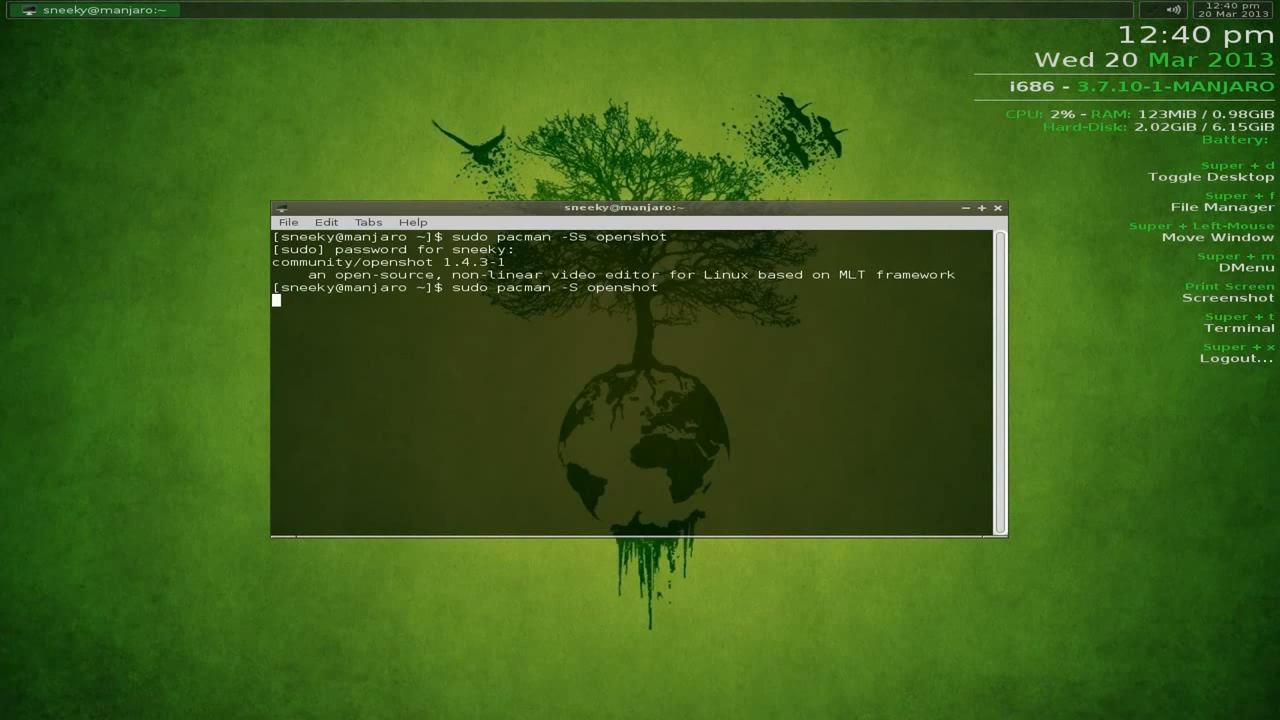 sneeky@manjaro:~
12:40 pm
20 Mar 2013
12:40 pm
Wed 20 Mar 2013
i686 - 3.7.10-1-MANJARO
CPU: 2% - RAM: 123MiB / 0.98GiB
Hard-Disk: 2.02GiB / 6.15GiB
Battery:
Super + d
Toggle Desktop
Super + f
File Manager
Super + Left-Mouse
Move Window
Super + m
DMenu
Print Screen
Screenshot
Super + t
Terminal
Super + x
Logout...
sneeky@manjaro:~
File Edit Tabs Help
[sneeky@manjaro ~]$ sudo pacman -Ss openshot
[sudo] password for sneeky:
community/openshot 1.4.3-1
an open-source, non-linear video editor for Linux based on MLT framework
[sneeky@manjaro ~]$ sudo pacman -S openshot